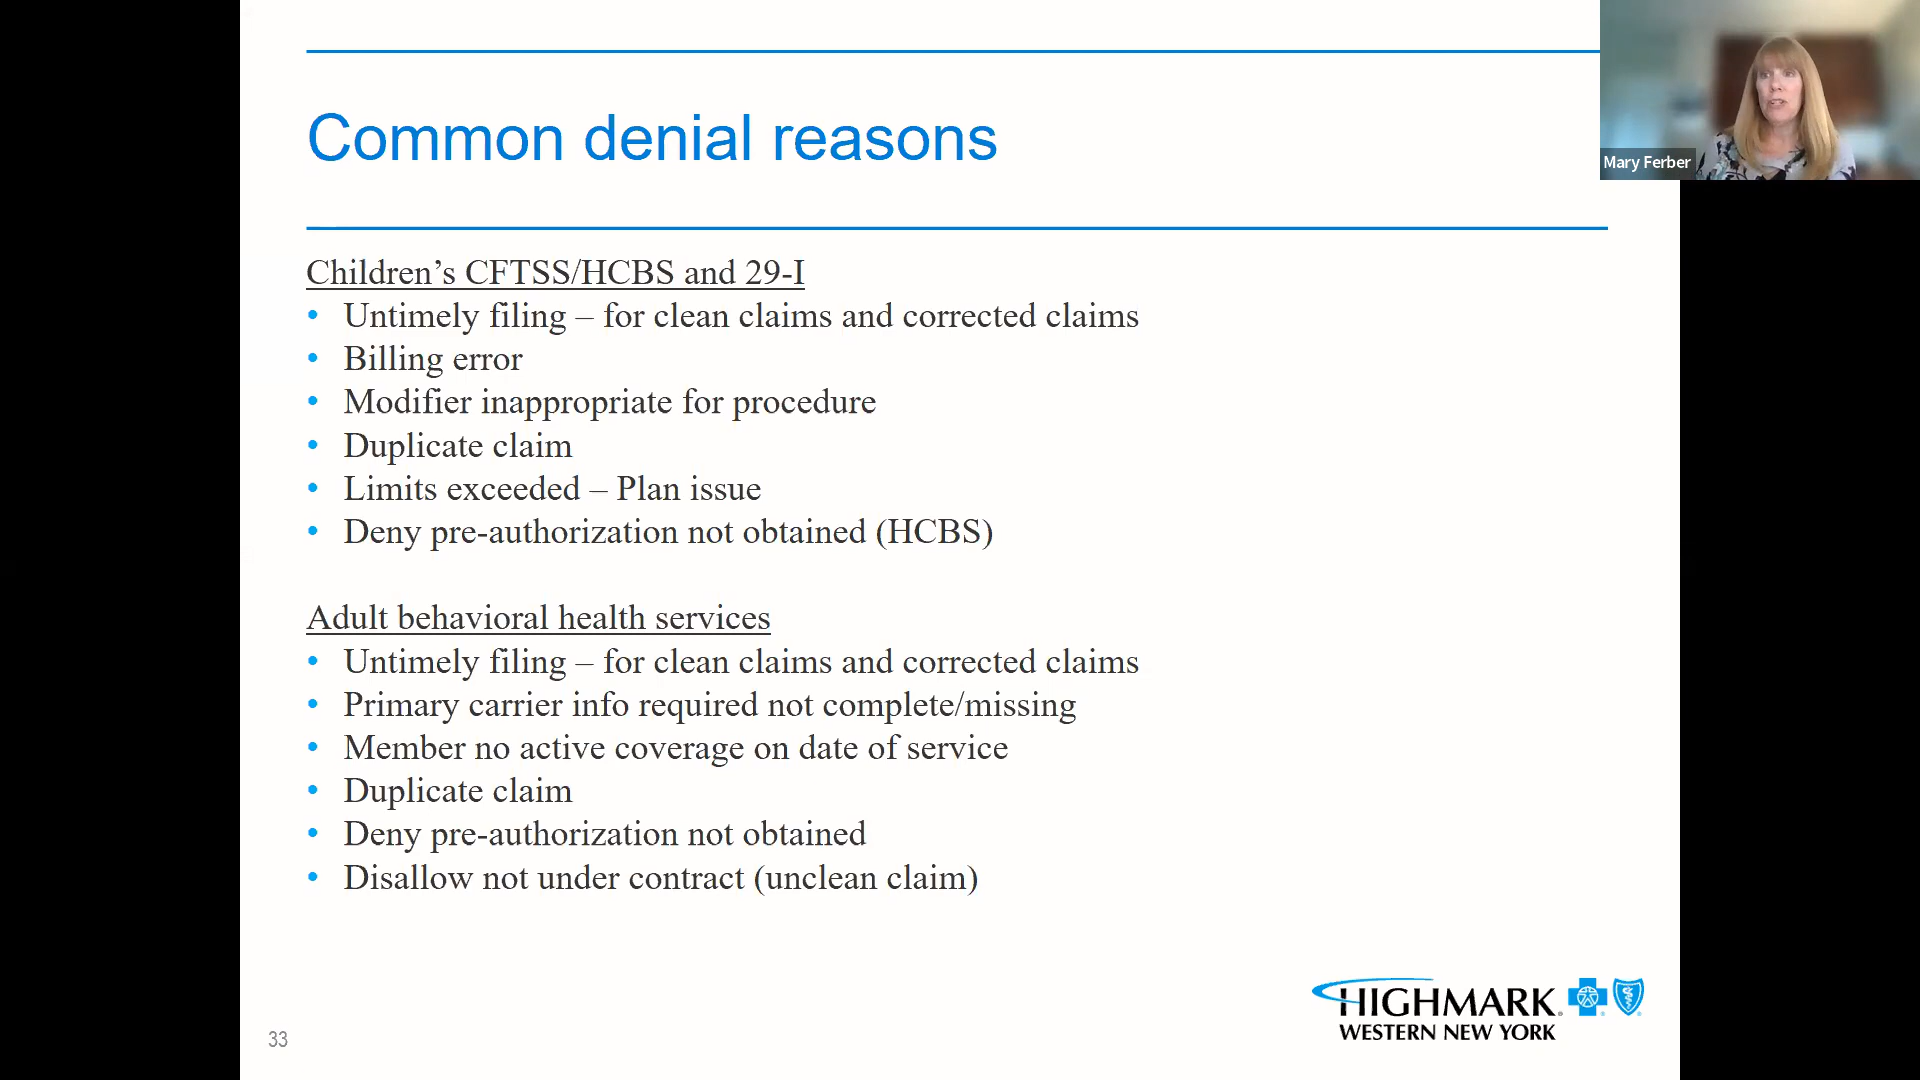 Common denial reasons
Mary Ferber
Children’s CFTSS/HCBS and 29-I
• Untimely filing – for clean claims and corrected claims
• Billing error
• Modifier inappropriate for procedure
• Duplicate claim
• Limits exceeded – Plan issue
• Deny pre-authorization not obtained (HCBS)
Adult behavioral health services
• Untimely filing – for clean claims and corrected claims
• Primary carrier info required not complete/missing
• Member no active coverage on date of service
• Duplicate claim
• Deny pre-authorization not obtained
• Disallow not under contract (unclean claim)
HIGHMARK
WESTERN NEW YORK
33